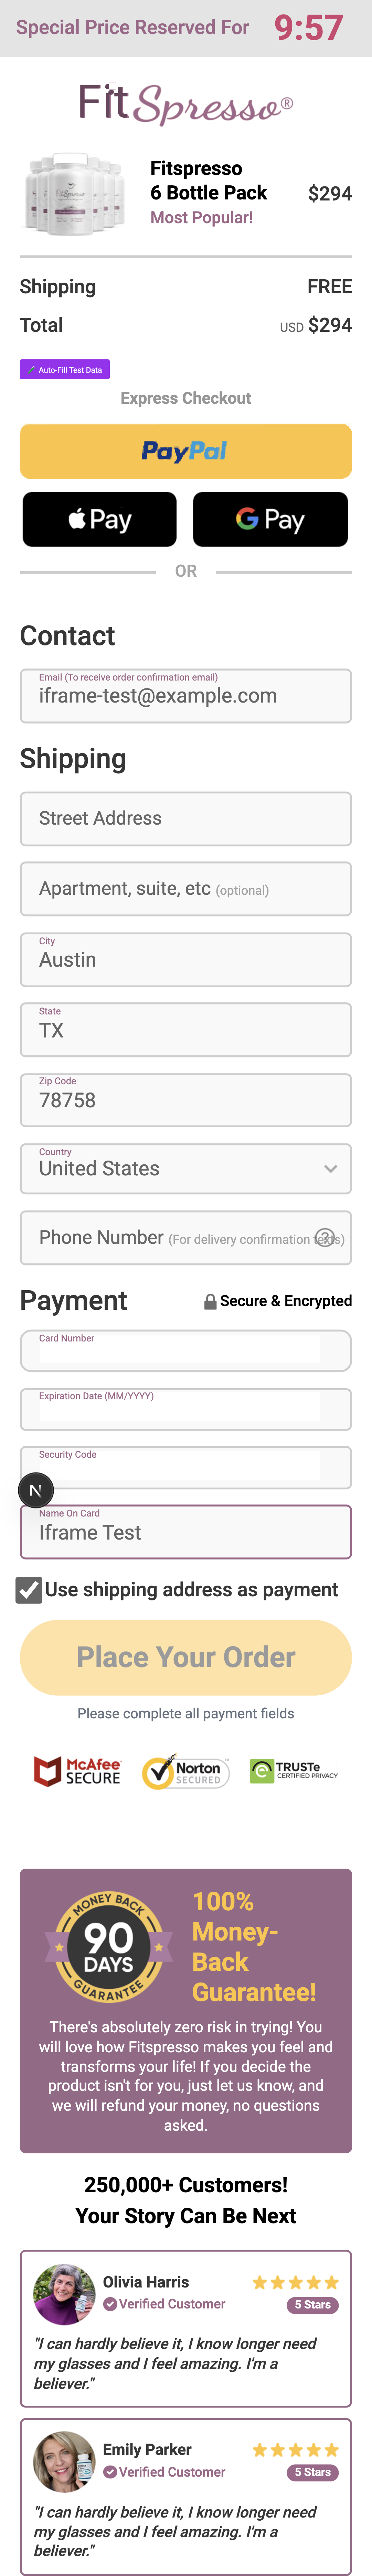 Special Price Reserved For 9:57
FitSpresso®
Fitspresso
6 Bottle Pack $294
Most Popular!
Shipping FREE
Total USD $294
Auto-Fill Test Data
Express Checkout
PayPal
Pay G Pay
OR
Contact
Email (To receive order confirmation email)
iframe-test@example.com
Shipping
Street Address
Apartment, suite, etc (optional)
City
Austin
State
TX
Zip Code
78758
Country
United States
Phone Number (For delivery confirmation texts)
Payment Secure & Encrypted
Card Number
Expiration Date (MM/YYYY)
Security Code
N
Name On Card
Iframe Test
Use shipping address as payment
Place Your Order
Please complete all payment fields
McAfee SECURE
Norton SECURED
TRUSTe CERTIFIED PRIVACY
MONEY BACK
90
DAYS
GUARANTEE
100%
Money-
Back
Guarantee!
There's absolutely zero risk in trying! You
will love how Fitspresso makes you feel and
transforms your life! If you decide the
product isn't for you, just let us know, and
we will refund your money, no questions
asked.
250,000+ Customers!
Your Story Can Be Next
Olivia Harris
Verified Customer 5 Stars
"I can hardly believe it, I know longer need
my glasses and I feel amazing. I'm a
believer."
Emily Parker
Verified Customer 5 Stars
"I can hardly believe it, I know longer need
my glasses and I feel amazing. I'm a
believer."